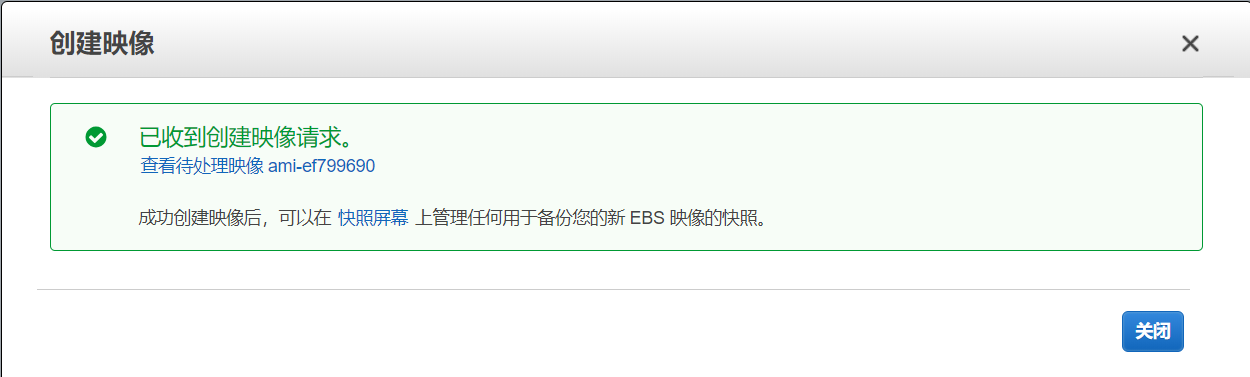 创建映像
已收到创建映像请求。
查看待处理映像 ami-ef799690
成功创建映像后，可以在 快照屏幕 上管理任何用于备份您的新 EBS 映像的快照。
关闭